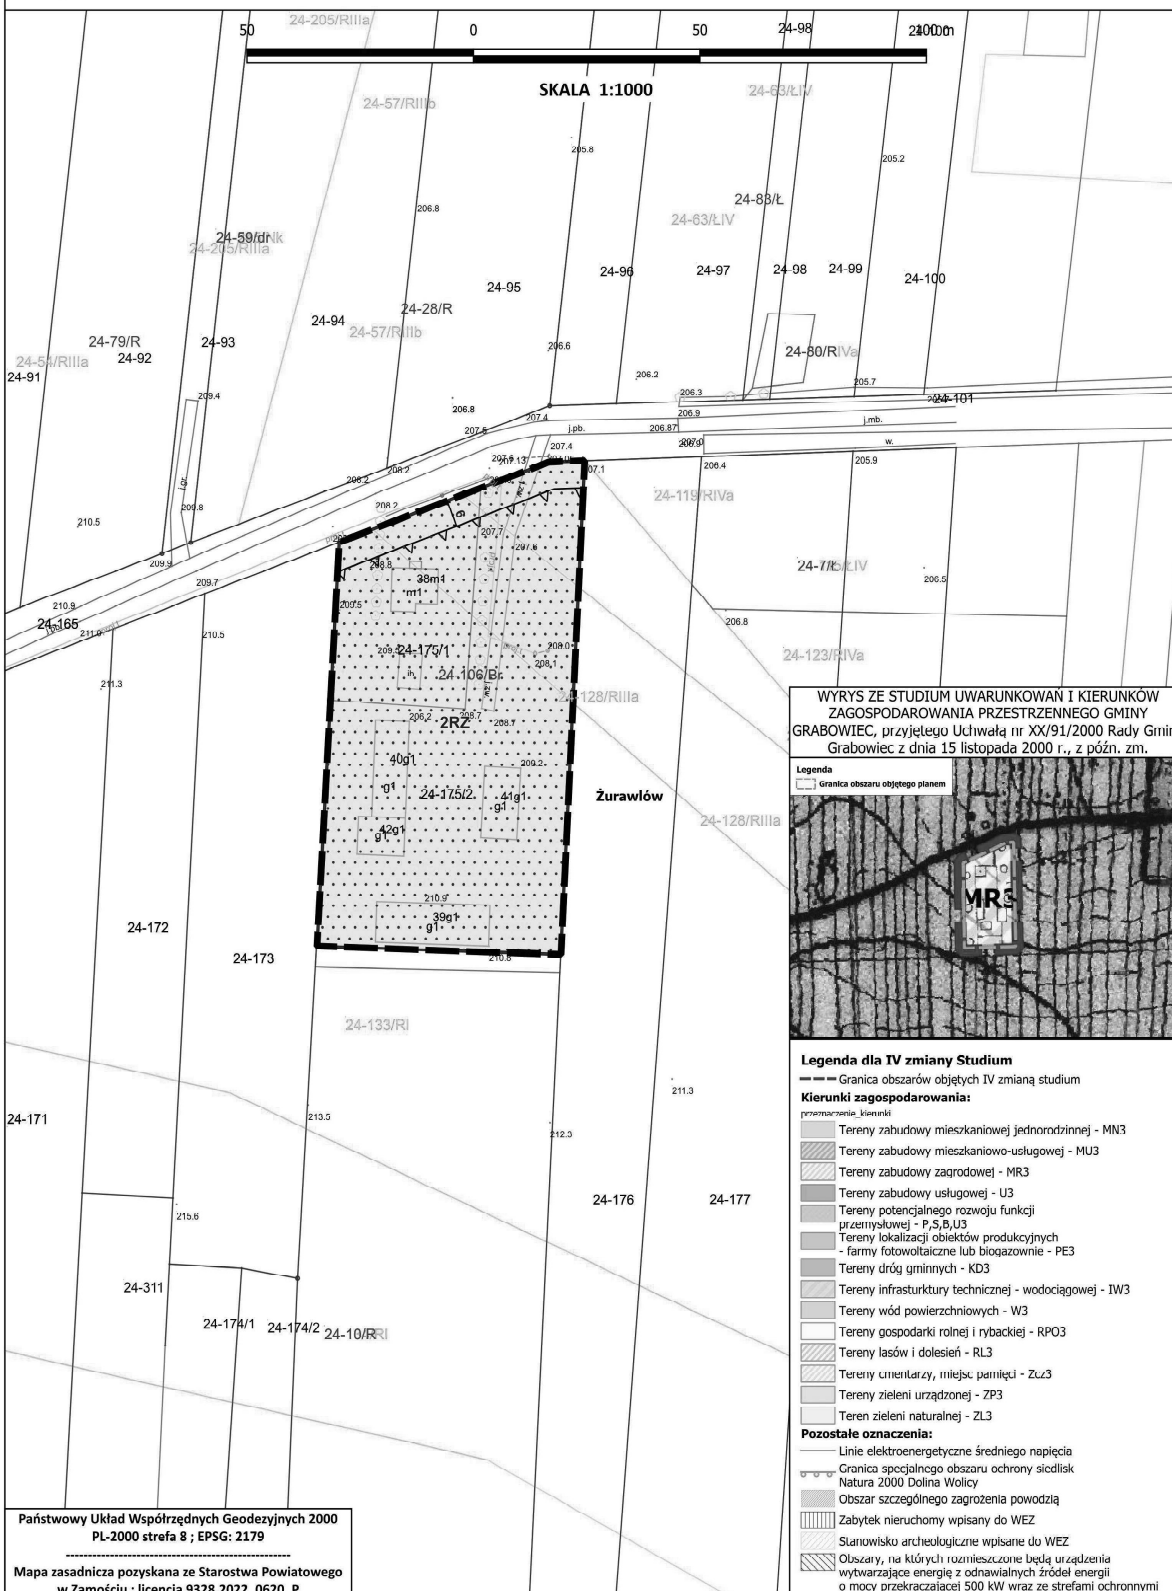 24-205/RIIIa
50
0
50
24-98
100 m
SKALA 1:1000
24-57/RIIIb
24-63/ŁIV
205.8
205.2
206.8
24-83/Ł
24-63/ŁIV
24-59/dr
24-205/RIIIa
24-95
24-96
24-97
24-98
24-99
24-100
24-94
24-28/R
24-57/RIIIb
24-79/R
24-92
24-93
24-54/RIIIa
24-91
206.6
24-80/RIVa
206.2
205.7
209.4
206.3
24-101
206.8
207.4
206.9
207.5
j.pb.
206.87
j.mb.
w.
207.4
208.2
207.13
207.1
206.4
205.9
208.2
24-119/RIVa
209.8
208.2
210.5
207.7
207.6
209.9
208.8
24-7/Ł
206.5
209.7
38m1
m1
210.9
209.5
24-165
211.0
210.5
206.8
24-175/1
208.0
208.1
24-123/RIVa
ih.
24-106/Br
211.3
24-128/RIIIa
208.7
2RZ
208.7
40g1
g1
209.2
24-175/2
41g1
g1
Żurawlów
42g1
g1
24-128/RIIIa
210.9
39g1
g1
24-172
24-173
210.8
24-133/RI
211.3
24-171
213.5
212.3
24-176
24-177
215.6
24-311
24-174/1
24-174/2
24-10/R
WYRYS ZE STUDIUM UWARUNKOWAŃ I KIERUNKÓW
ZAGOSPODAROWANIA PRZESTRZENNEGO GMINY
GRABOWIEC, przyjętego Uchwałą nr XX/91/2000 Rady Gmin
Grabowiec z dnia 15 listopada 2000 r., z późn. zm.
Legenda
Granica obszaru objętego planem
MR3
Legenda dla IV zmiany Studium
Granica obszarów objętych IV zmianą studium
Kierunki zagospodarowania:
przeznaczenie_kierunki
Tereny zabudowy mieszkaniowej jednorodzinnej - MN3
Tereny zabudowy mieszkaniowo-usługowej - MU3
Tereny zabudowy zagrodowej - MR3
Tereny zabudowy usługowej - U3
Tereny potencjalnego rozwoju funkcji
przemysłowej - P,S,B,U3
Tereny lokalizacji obiektów produkcyjnych
- farmy fotowoltaiczne lub biogazownie - PE3
Tereny dróg gminnych - KD3
Tereny infrasturktury technicznej - wodociągowej - IW3
Tereny wód powierzchniowych - W3
Tereny gospodarki rolnej i rybackiej - RPO3
Tereny lasów i dolesień - RL3
Tereny cmentarzy, miejsc pamięci - Zcz3
Tereny zieleni urządzonej - ZP3
Teren zieleni naturalnej - ZL3
Pozostałe oznaczenia:
Linie elektroenergetyczne średniego napięcia
Granica specjalnego obszaru ochrony siedlisk
Natura 2000 Dolina Wolicy
Obszar szczególnego zagrożenia powodzią
Zabytek nieruchomy wpisany do WEZ
Stanowisko archeologiczne wpisane do WEZ
Obszary, na których rozmieszczone będą urządzenia
wytwarzające energię z odnawialnych źródeł energii
o mocy przekraczającej 500 kW wraz ze strefami ochronnymi
Państwowy Układ Współrzędnych Geodezyjnych 2000
PL-2000 strefa 8 ; EPSG: 2179
Mapa zasadnicza pozyskana ze Starostwa Powiatowego
w Zamościu ; licencja 9328.2022_0620_P